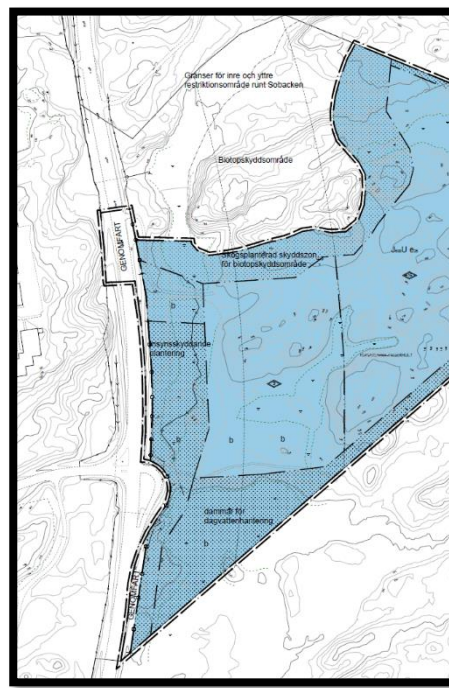 Gränser för inre och yttre
restriktionsområde runt Sobacken
Biotopskyddsområde
GENOMFART
Skogsplanterad skyddszon
för biotopskyddsområde
b
insynsskyddande
plantering
b
b
b
dammar för
dagvattenhantering
b
GENOMFART